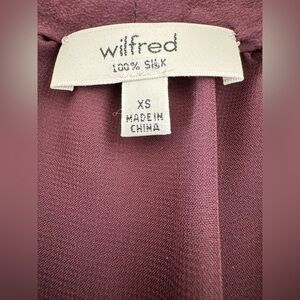 wilfred
100% SILK
XS
MADE IN
CHINA